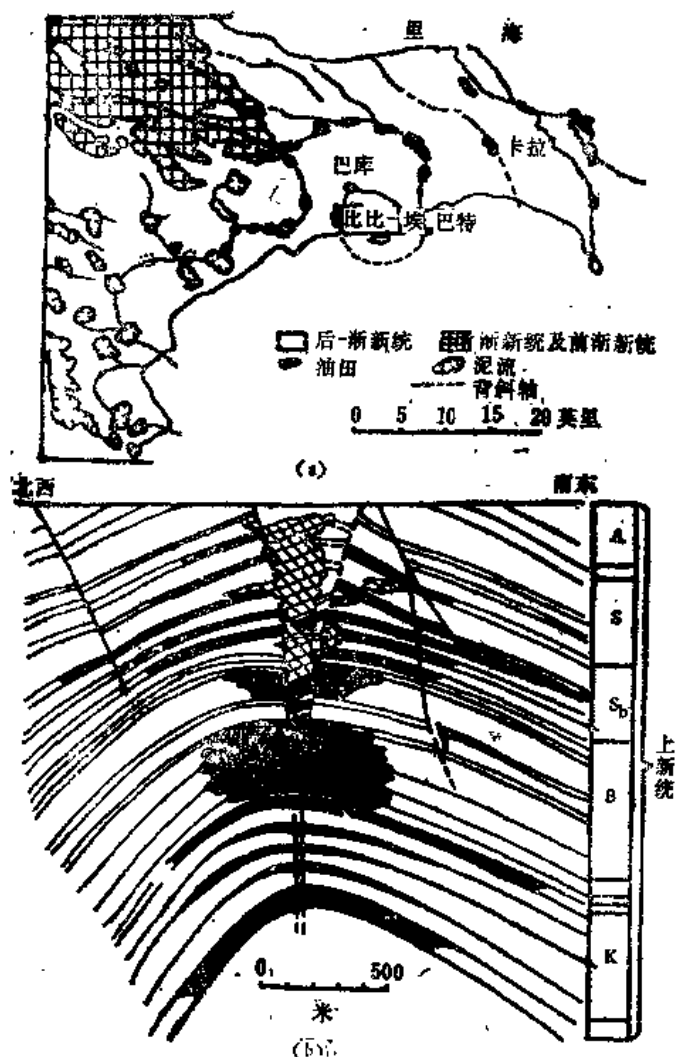 里 海
卡拉
巴库
比比-埃 巴特
后-渐新统 渐新统及前渐新统
油田 泥流
背斜轴
0 5 10 15 20 英里
(a)
北西 南东
A
S
Sb
B
K
上新统
0 500
米
(b)